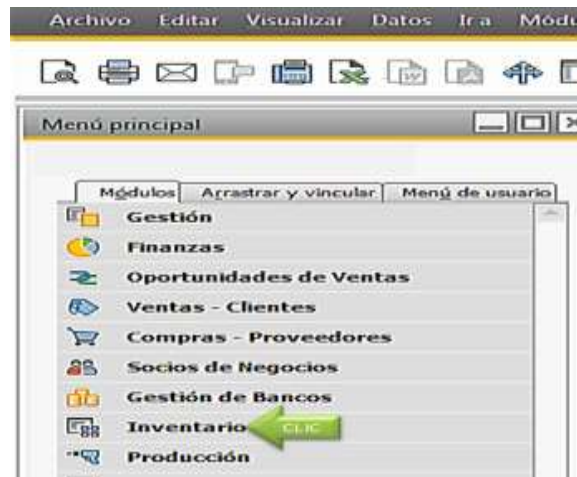 Archivo Editar Visualizar Datos Ir a Módu
Menú principal
Módulos Arrastrar y vincular Menú de usuario
Gestión
Finanzas
Oportunidades de Ventas
Ventas - Clientes
Compras - Proveedores
Socios de Negocios
Gestión de Bancos
Inventario CLIC
Producción